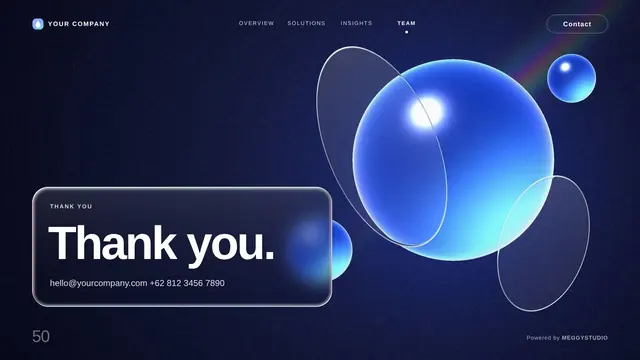 YOUR COMPANY
OVERVIEW SOLUTIONS INSIGHTS TEAM
Contact
THANK YOU
Thank you.
hello@yourcompany.com +62 812 3456 7890
50
Powered by MEGGYSTUDIO